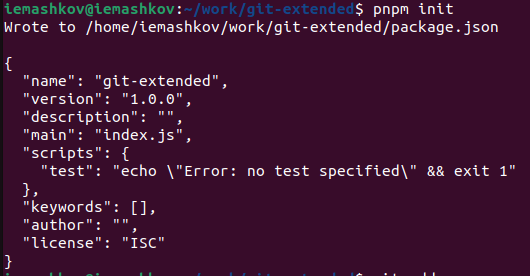 iemashkov@iemashkov:~/work/git-extended$ pnpm init
Wrote to /home/iemashkov/work/git-extended/package.json
{
  "name": "git-extended",
  "version": "1.0.0",
  "description": "",
  "main": "index.js",
  "scripts": {
    "test": "echo \"Error: no test specified\" && exit 1"
  },
  "keywords": [],
  "author": "",
  "license": "ISC"
}